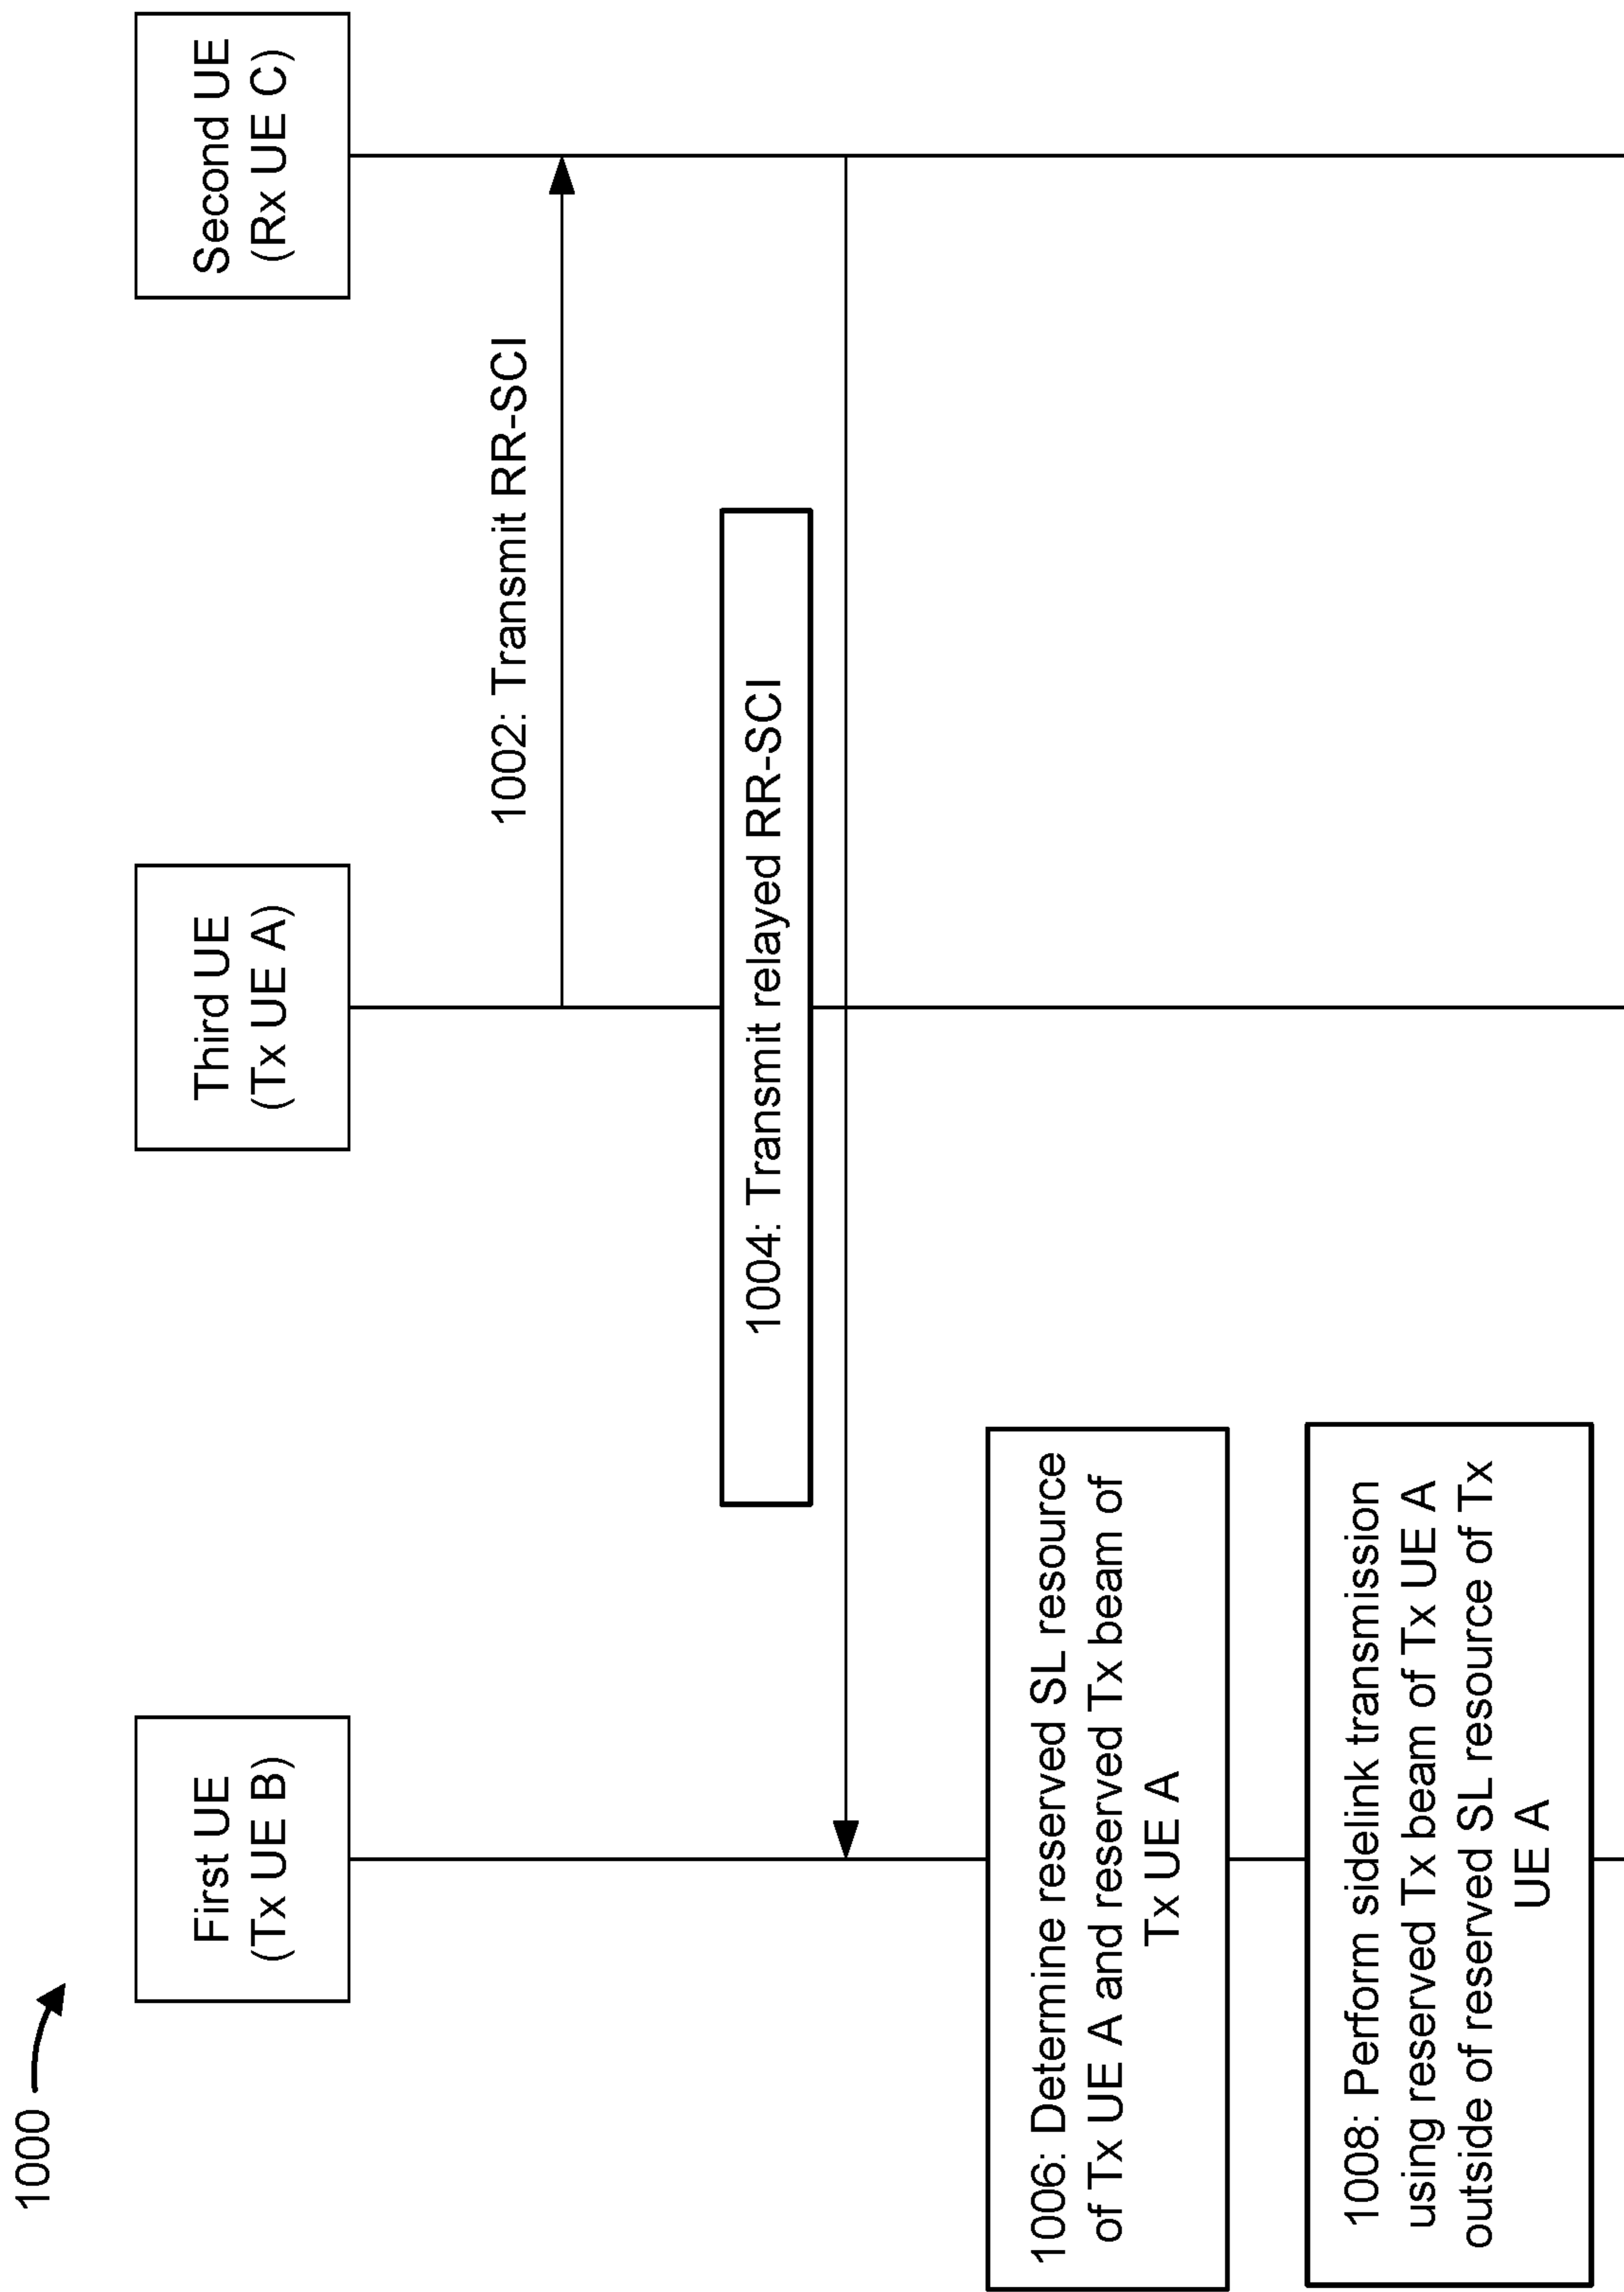 1000
First UE
(Tx UE B)
Third UE
(Tx UE A)
Second UE
(Rx UE C)
1002: Transmit RR-SCI
1004: Transmit relayed RR-SCI
1006: Determine reserved SL resource
of Tx UE A and reserved Tx beam of
Tx UE A
1008: Perform sidelink transmission
using reserved Tx beam of Tx UE A
outside of reserved SL resource of Tx
UE A